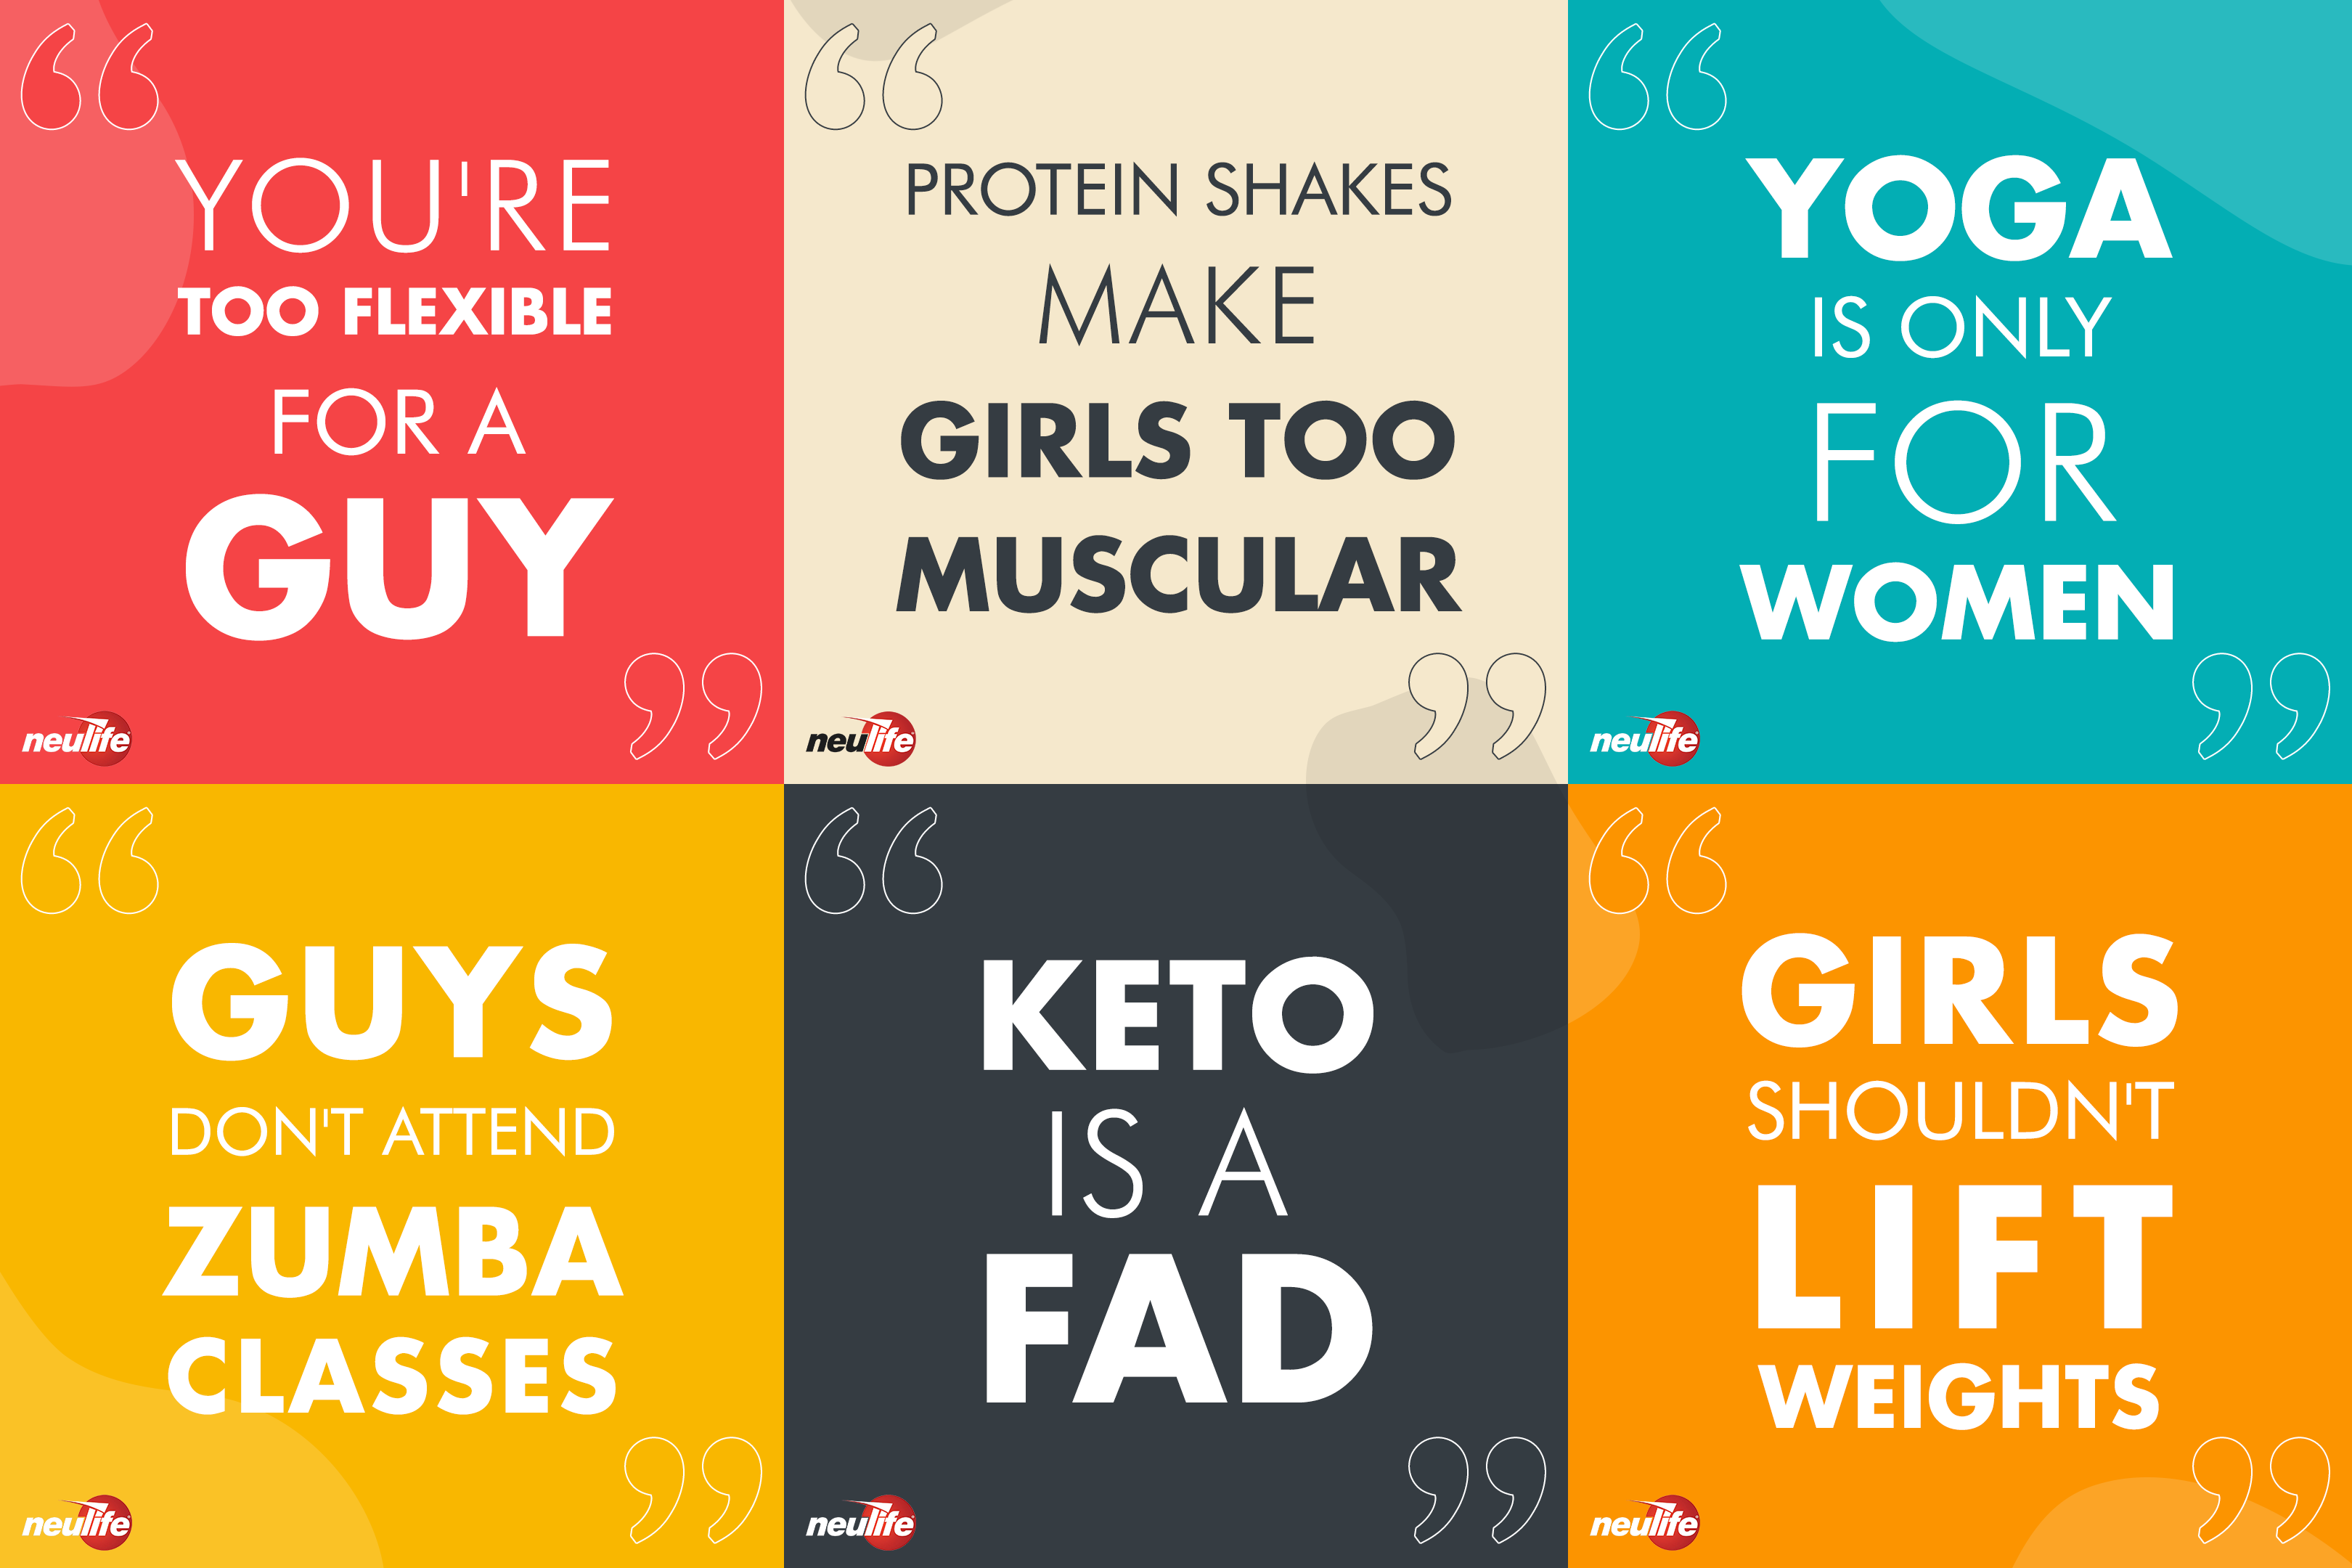 “
YOU'RE
TOO FLEXIBLE
FOR A
GUY
”
neulife
“
PROTEIN SHAKES
MAKE
GIRLS TOO
MUSCULAR
”
neulife
“
YOGA
IS ONLY
FOR
WOMEN
”
neulife
“
GUYS
DON'T ATTEND
ZUMBA
CLASSES
”
neulife
“
KETO
IS A
FAD
”
neulife
“
GIRLS
SHOULDN'T
LIFT
WEIGHTS
”
neulife